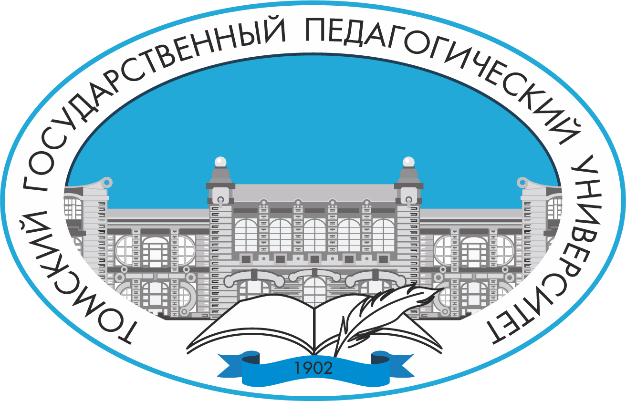 ТОМСКИЙ ГОСУДАРСТВЕННЫЙ ПЕДАГОГИЧЕСКИЙ УНИВЕРСИТЕТ
1902